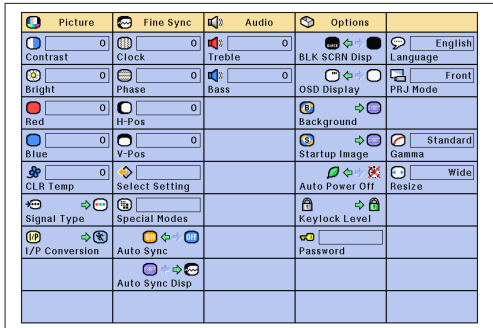 Picture Fine Sync Audio Options
0 0 0 BLACK English
Contrast Clock Treble BLK SCRN Disp Language
0 0 0 Front
Bright Phase Bass OSD Display PRJ Mode
0 0 B
Red H-Pos Background
0 0 S Standard
Blue V-Pos Startup Image Gamma
0 Wide
CLR Temp Select Setting Auto Power Off Resize
Signal Type Special Modes Keylock Level
I/P ON Off
I/P Conversion Auto Sync Password
Auto Sync Disp